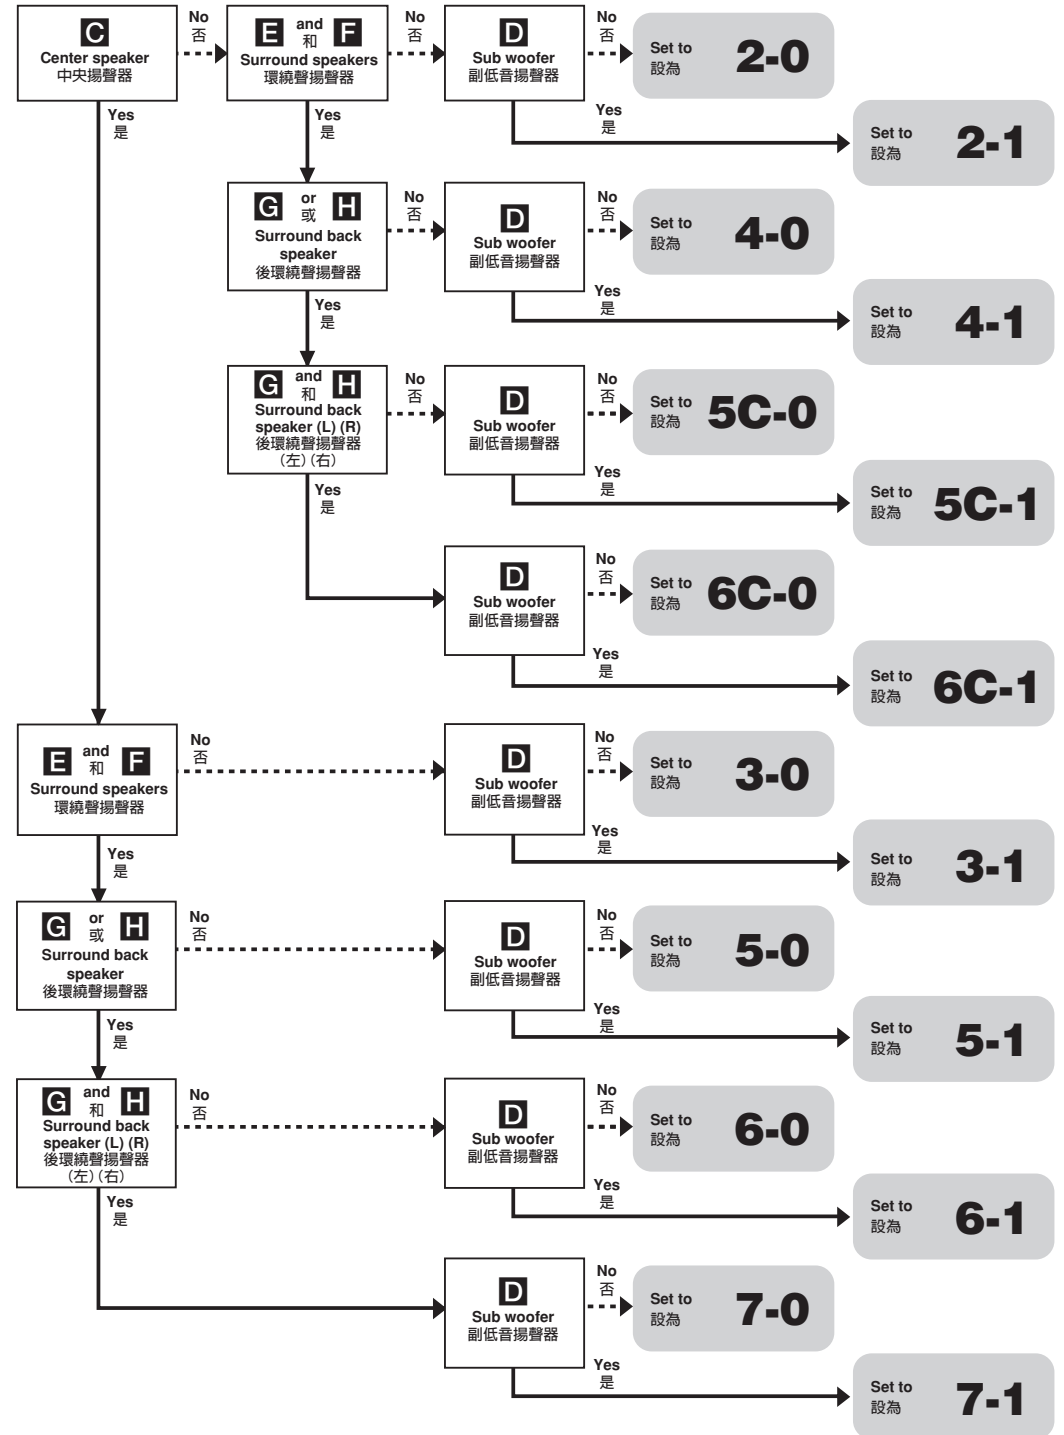 C
Center speaker
中央揚聲器
No
否
E and F
和
Surround speakers
環繞聲揚聲器
No
否
D
Sub woofer
副低音揚聲器
No
否
Set to
設為
2-0
Yes
是
Set to
設為
2-1
Yes
是
Yes
是
G or H
或
Surround back
speaker
後環繞聲揚聲器
No
否
D
Sub woofer
副低音揚聲器
No
否
Set to
設為
4-0
Yes
是
Set to
設為
4-1
Yes
是
G and H
和
Surround back
speaker (L) (R)
後環繞聲揚聲器
(左)(右)
No
否
D
Sub woofer
副低音揚聲器
No
否
Set to
設為
5C-0
Yes
是
Set to
設為
5C-1
Yes
是
D
Sub woofer
副低音揚聲器
No
否
Set to
設為
6C-0
Yes
是
Set to
設為
6C-1
E and F
和
Surround speakers
環繞聲揚聲器
No
否
D
Sub woofer
副低音揚聲器
No
否
Set to
設為
3-0
Yes
是
Set to
設為
3-1
Yes
是
G or H
或
Surround back
speaker
後環繞聲揚聲器
No
否
D
Sub woofer
副低音揚聲器
No
否
Set to
設為
5-0
Yes
是
Set to
設為
5-1
Yes
是
G and H
和
Surround back
speaker (L) (R)
後環繞聲揚聲器
(左)(右)
No
否
D
Sub woofer
副低音揚聲器
No
否
Set to
設為
6-0
Yes
是
Set to
設為
6-1
Yes
是
D
Sub woofer
副低音揚聲器
No
否
Set to
設為
7-0
Yes
是
Set to
設為
7-1